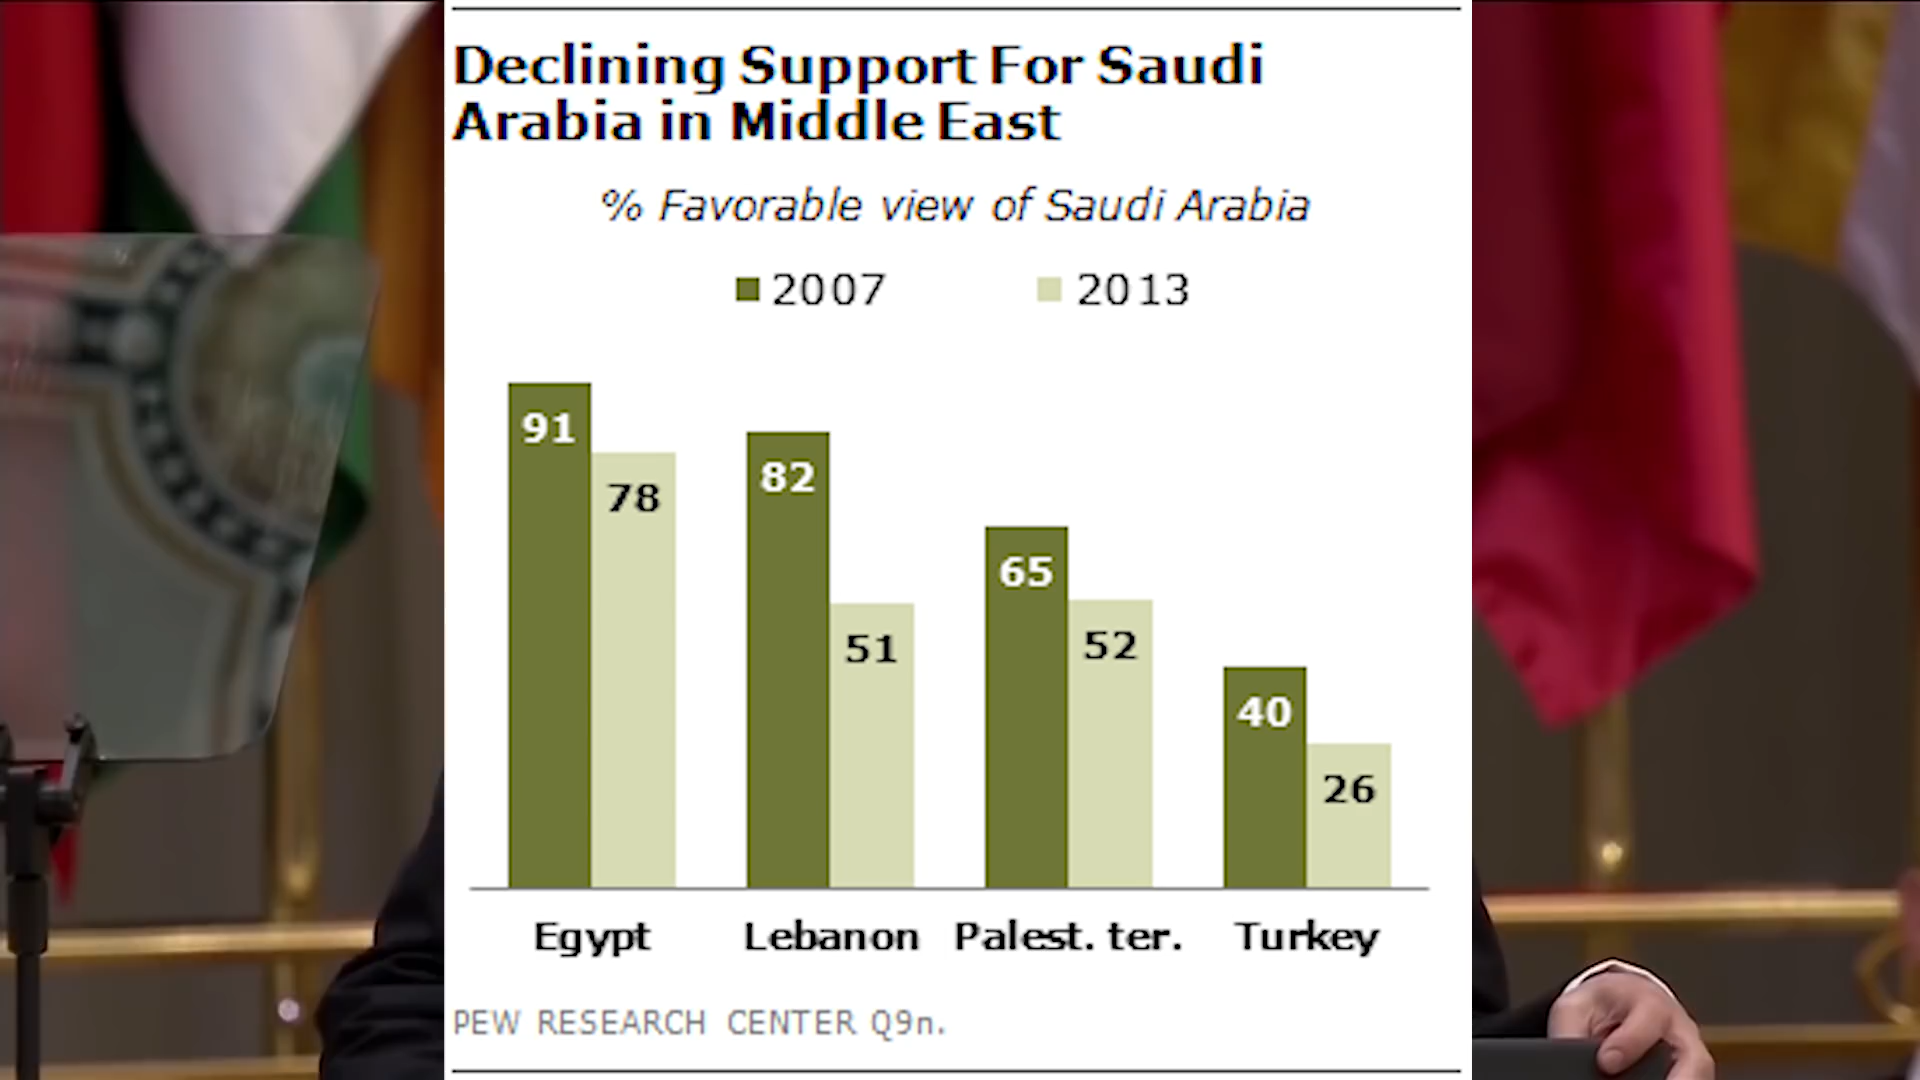 Declining Support For Saudi
Arabia in Middle East
% Favorable view of Saudi Arabia
2007 2013
91
78
82
51
65
52
40
26
Egypt Lebanon Palest. ter. Turkey
PEW RESEARCH CENTER Q9n.